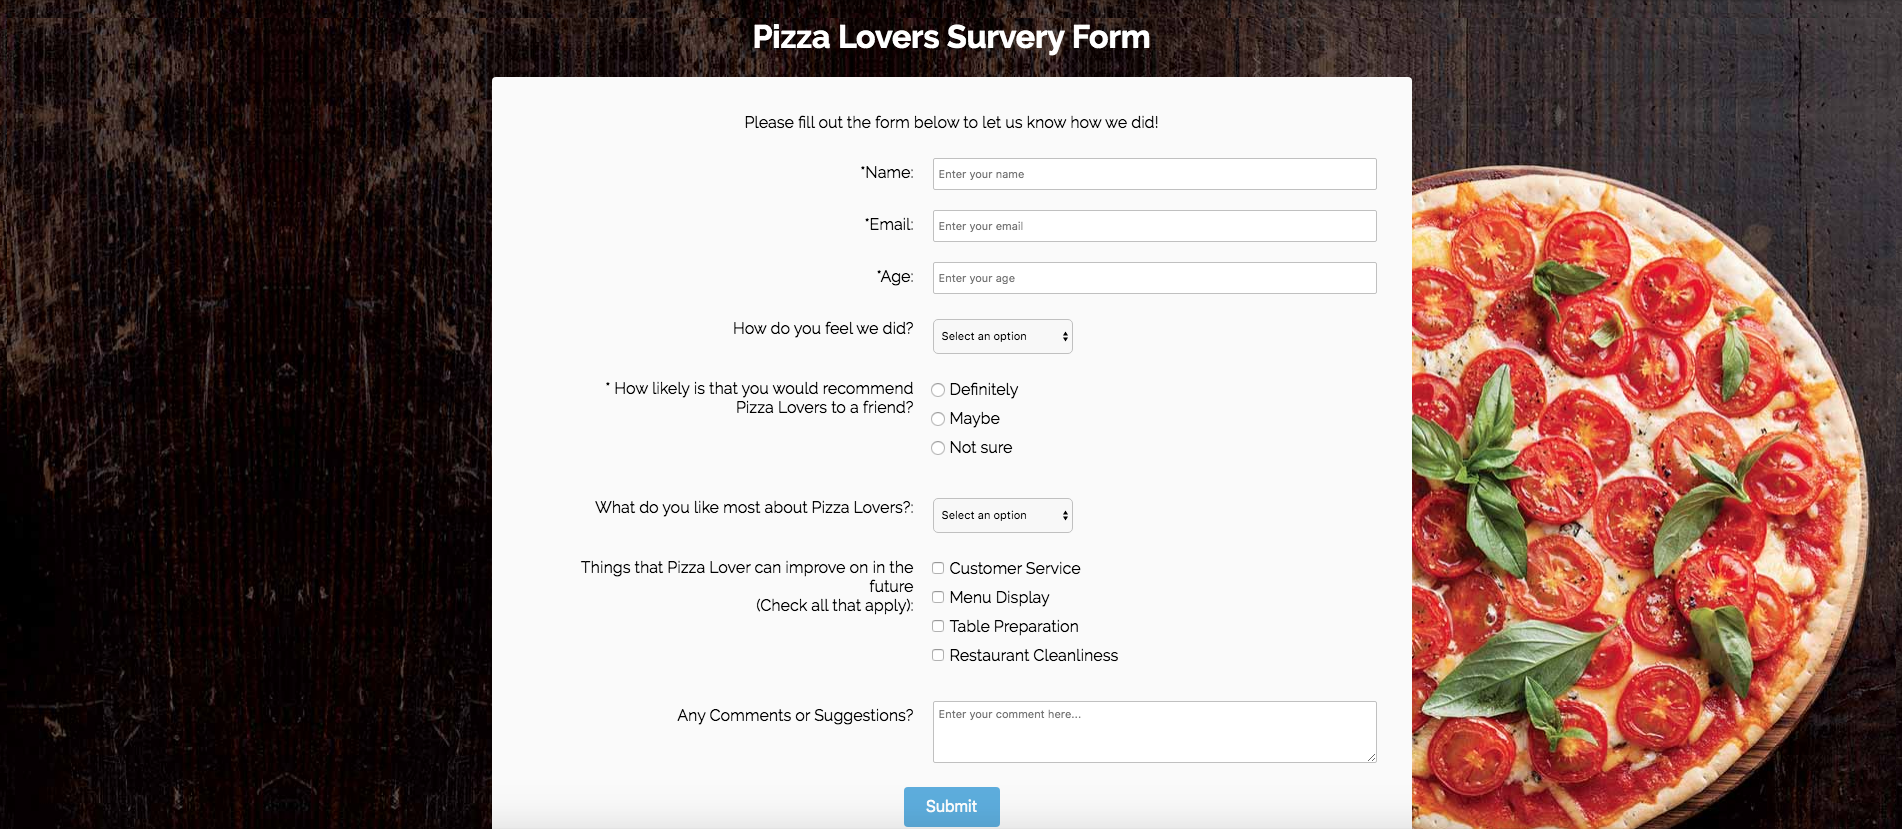 Pizza Lovers Survery Form
Please fill out the form below to let us know how we did!
*Name:
Enter your name
*Email:
Enter your email
*Age:
Enter your age
How do you feel we did?
Select an option
* How likely is that you would recommend
Pizza Lovers to a friend?
Definitely
Maybe
Not sure
What do you like most about Pizza Lovers?:
Select an option
Things that Pizza Lover can improve on in the
future
(Check all that apply):
Customer Service
Menu Display
Table Preparation
Restaurant Cleanliness
Any Comments or Suggestions?
Enter your comment here...
Submit